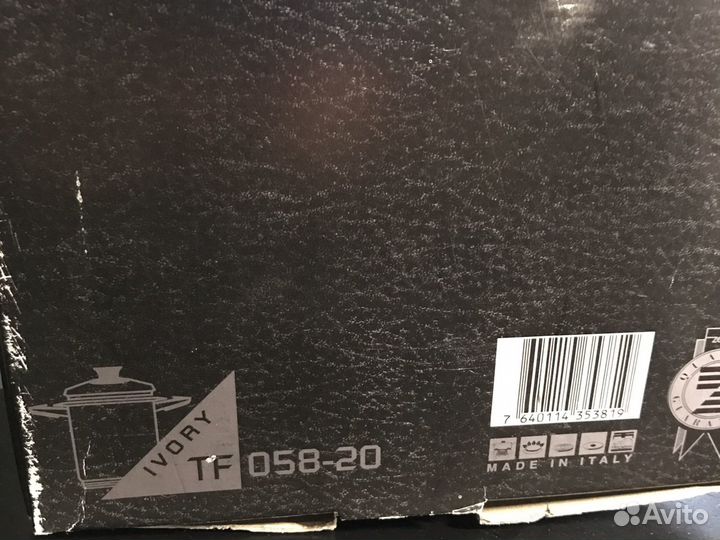 IVORY
TF 058-20
7 640114 353819
MADE IN ITALY
Avito